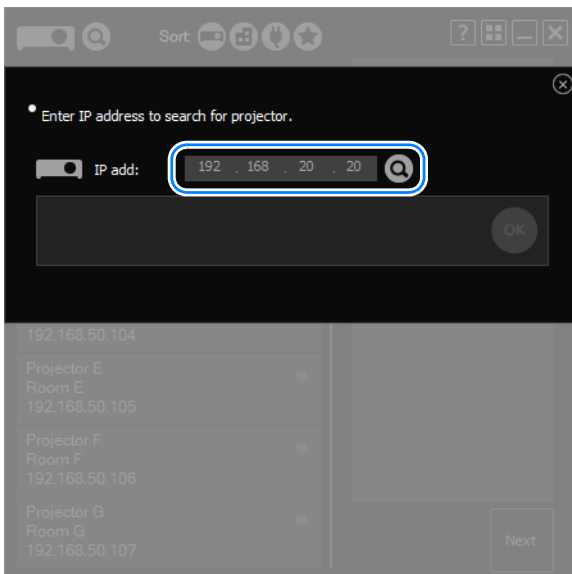 Sort:
?
Enter IP address to search for projector.
IP add: 192 . 168 . 20 . 20
OK
192.168.50.104
Projector E
Room E
192.168.50.105
Projector F
Room F
192.168.50.106
Projector G
Room G
192.168.50.107
Next